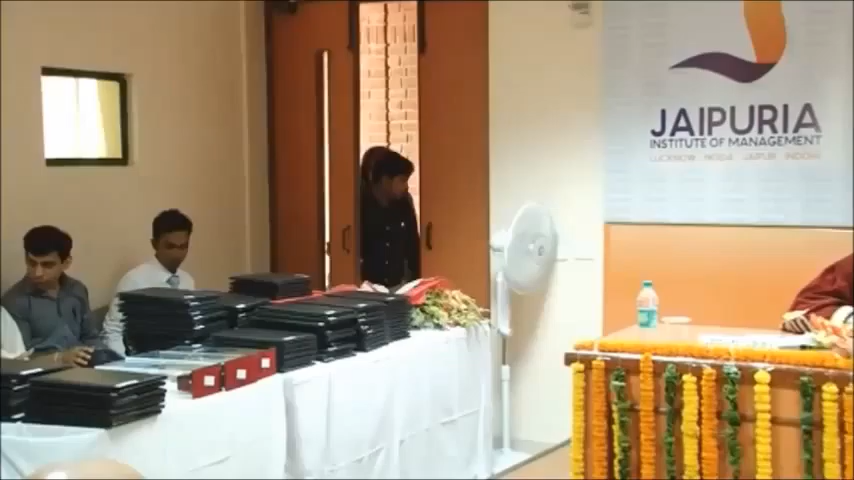 JAIPURIA
INSTITUTE OF MANAGEMENT
LUCKNOW NOIDA JAIPUR INDORE